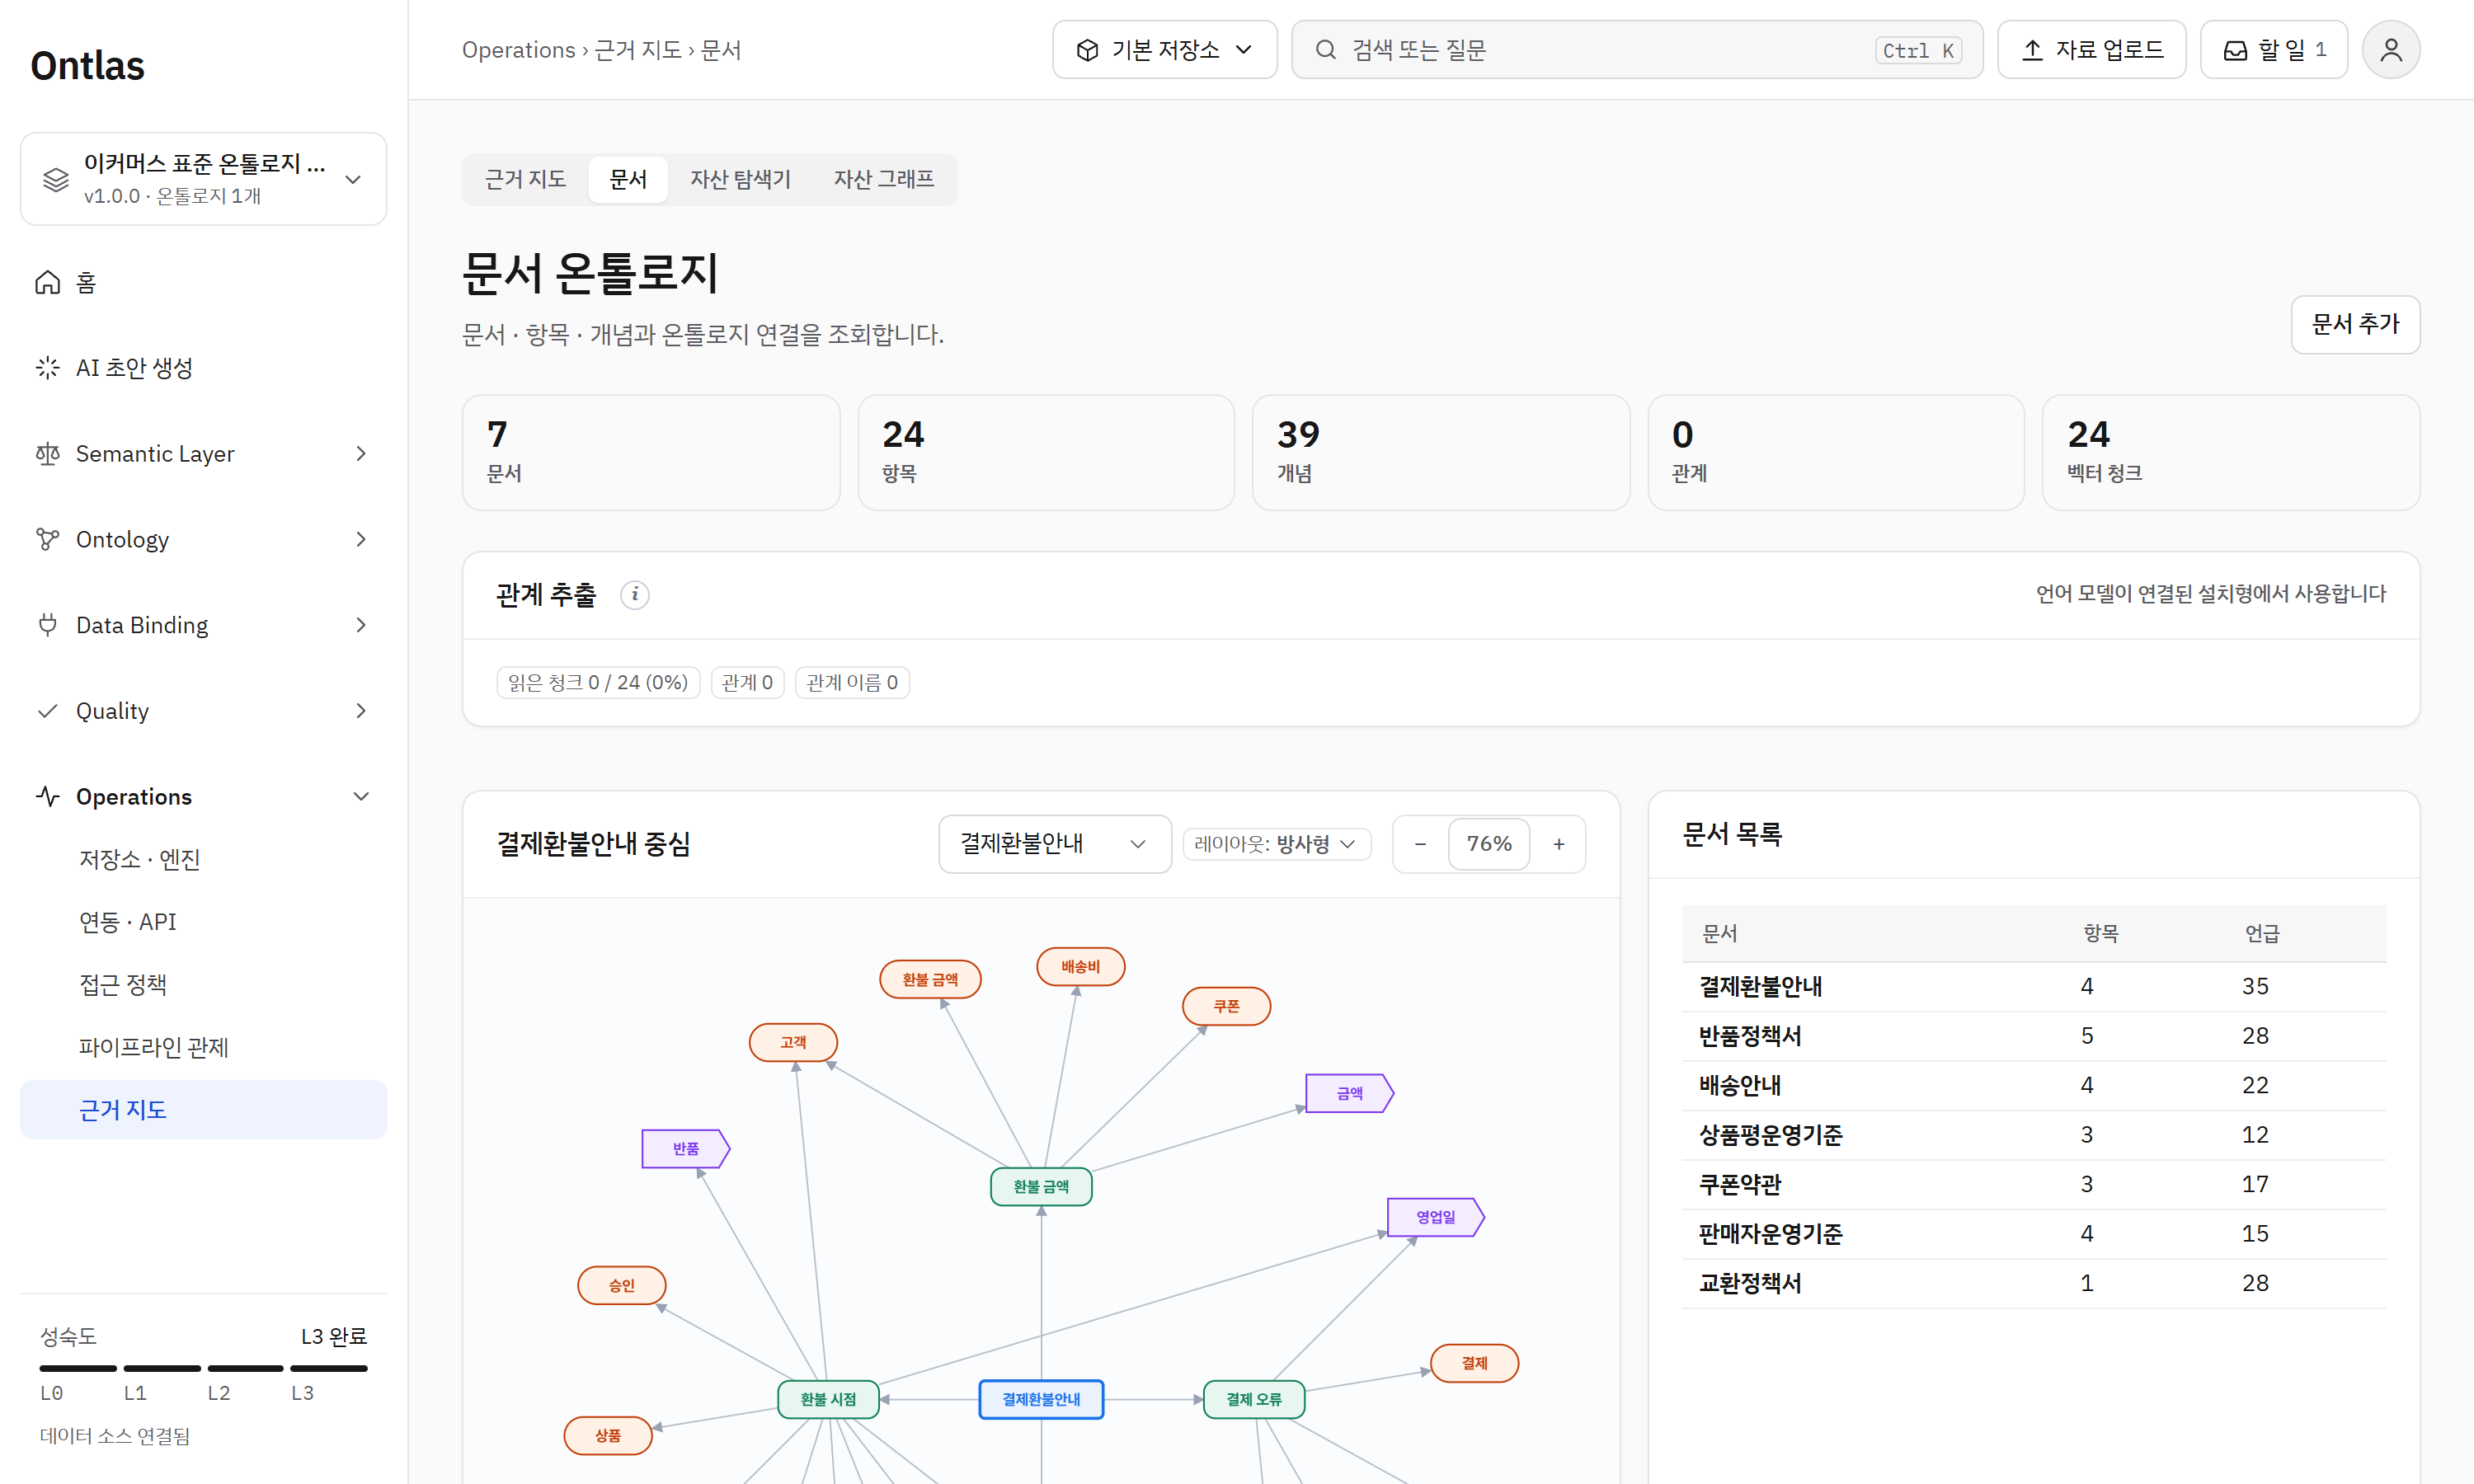 Ontlas
이커머스 표준 온톨로지 ...
v1.0.0 · 온톨로지 1개
홈
AI 초안 생성
Semantic Layer
Ontology
Data Binding
Quality
Operations
저장소 · 엔진
연동 · API
접근 정책
파이프라인 관제
근거 지도
성숙도 L3 완료
L0 L1 L2 L3
데이터 소스 연결됨
Operations › 근거 지도 › 문서
기본 저장소
검색 또는 질문 Ctrl K
자료 업로드
할 일 1
근거 지도 문서 자산 탐색기 자산 그래프
문서 온톨로지
문서 · 항목 · 개념과 온톨로지 연결을 조회합니다.
문서 추가
7
문서
24
항목
39
개념
0
관계
24
벡터 청크
관계 추출 i
언어 모델이 연결된 설치형에서 사용합니다
읽은 청크 0 / 24 (0%) 관계 0 관계 이름 0
결제환불안내 중심
결제환불안내
레이아웃: 방사형
− 76% +
배송비
환불 금액
쿠폰
고객
금액
반품
환불 금액
영업일
승인
결제
환불 시점
결제환불안내
결제 오류
상품
문서 목록
문서 항목 언급
결제환불안내 4 35
반품정책서 5 28
배송안내 4 22
상품평운영기준 3 12
쿠폰약관 3 17
판매자운영기준 4 15
교환정책서 1 28